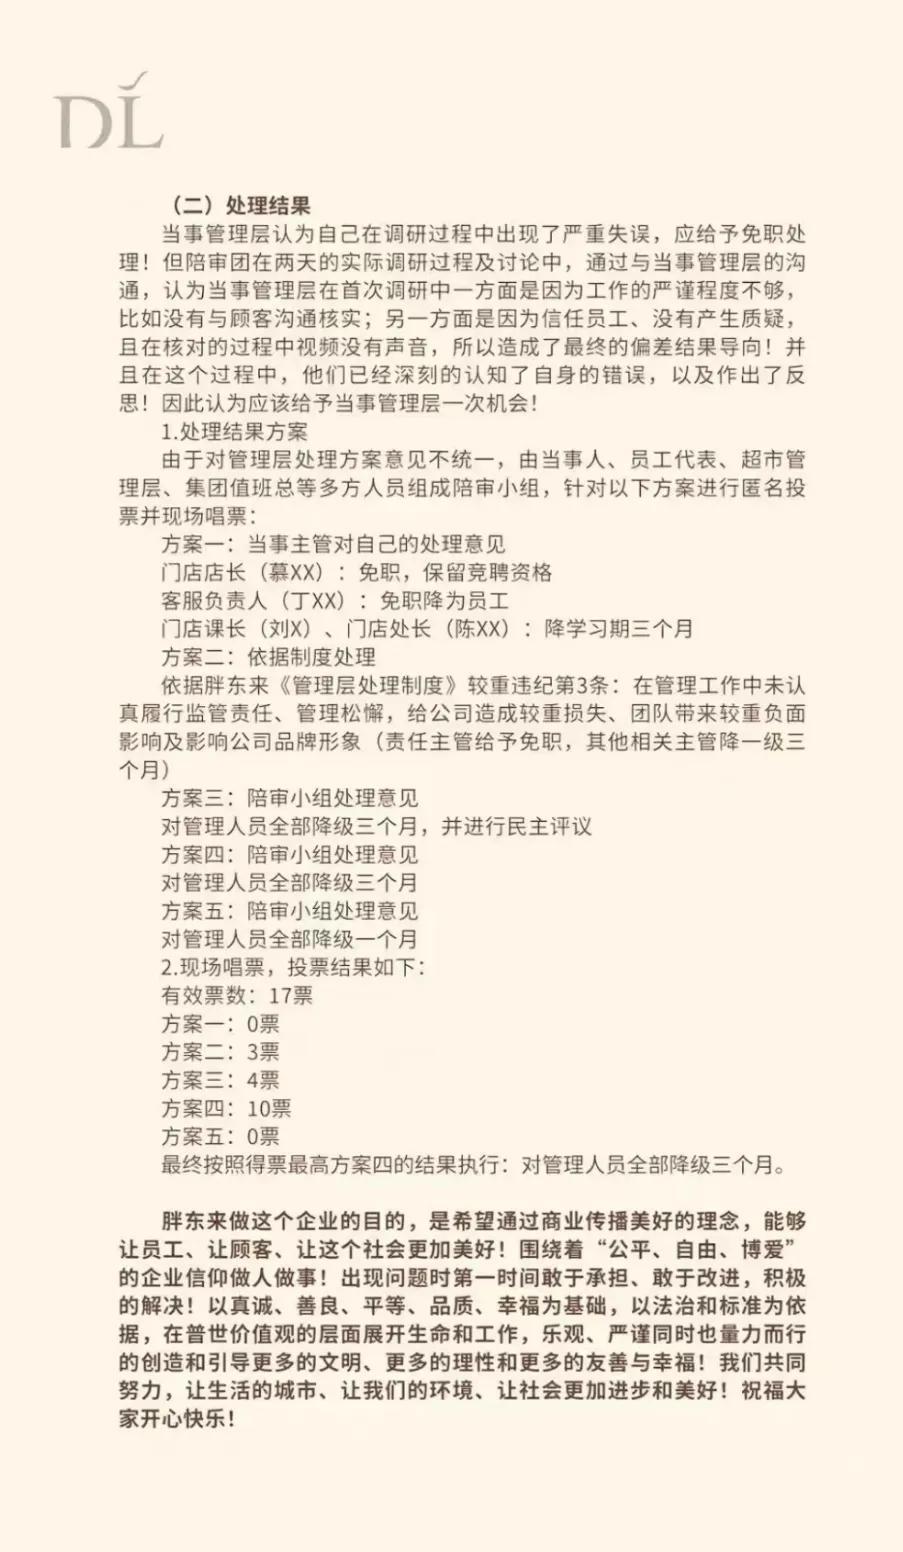 DL
（二）处理结果
当事管理层认为自己在调研过程中出现了严重失误，应给予免职处
理！但陪审团在两天的实际调研过程及讨论中，通过与当事管理层的沟
通，认为当事管理层在首次调研中一方面是因为工作的严谨程度不够，
比如没有与顾客沟通核实；另一方面是因为信任员工、没有产生质疑，
且在核对的过程中视频没有声音，所以造成了最终的偏差结果导向！并
且在这个过程中，他们已经深刻的认知了自身的错误，以及作出了反
思！因此认为应该给予当事管理层一次机会！
1.处理结果方案
由于对管理层处理方案意见不统一，由当事人、员工代表、超市管
理层、集团值班总等多方人员组成陪审小组，针对以下方案进行匿名投
票并现场唱票：
方案一：当事主管对自己的处理意见
门店店长（慕XX）：免职，保留竞聘资格
客服负责人（丁XX）：免职降为员工
门店课长（刘X）、门店处长（陈XX）：降学习期三个月
方案二：依据制度处理
依据胖东来《管理层处理制度》较重违纪第3条：在管理工作中未认
真履行监管责任、管理松懈，给公司造成较重损失、团队带来较重负面
影响及影响公司品牌形象（责任主管给予免职，其他相关主管降一级三
个月）
方案三：陪审小组处理意见
对管理人员全部降级三个月，并进行民主评议
方案四：陪审小组处理意见
对管理人员全部降级三个月
方案五：陪审小组处理意见
对管理人员全部降级一个月
2.现场唱票，投票结果如下：
有效票数：17票
方案一：0票
方案二：3票
方案三：4票
方案四：10票
方案五：0票
最终按照得票最高方案四的结果执行：对管理人员全部降级三个月。
胖东来做这个企业的目的，是希望通过商业传播美好的理念，能够
让员工、让顾客、让这个社会更加美好！围绕着“公平、自由、博爱”
的企业信仰做人做事！出现问题时第一时间敢于承担、敢于改进，积极
的解决！以真诚、善良、平等、品质、幸福为基础，以法治和标准为依
据，在普世价值观的层面展开生命和工作，乐观、严谨同时也量力而行
的创造和引导更多的文明、更多的理性和更多的友善与幸福！我们共同
努力，让生活的城市、让我们的环境、让社会更加进步和美好！祝福大
家开心快乐！